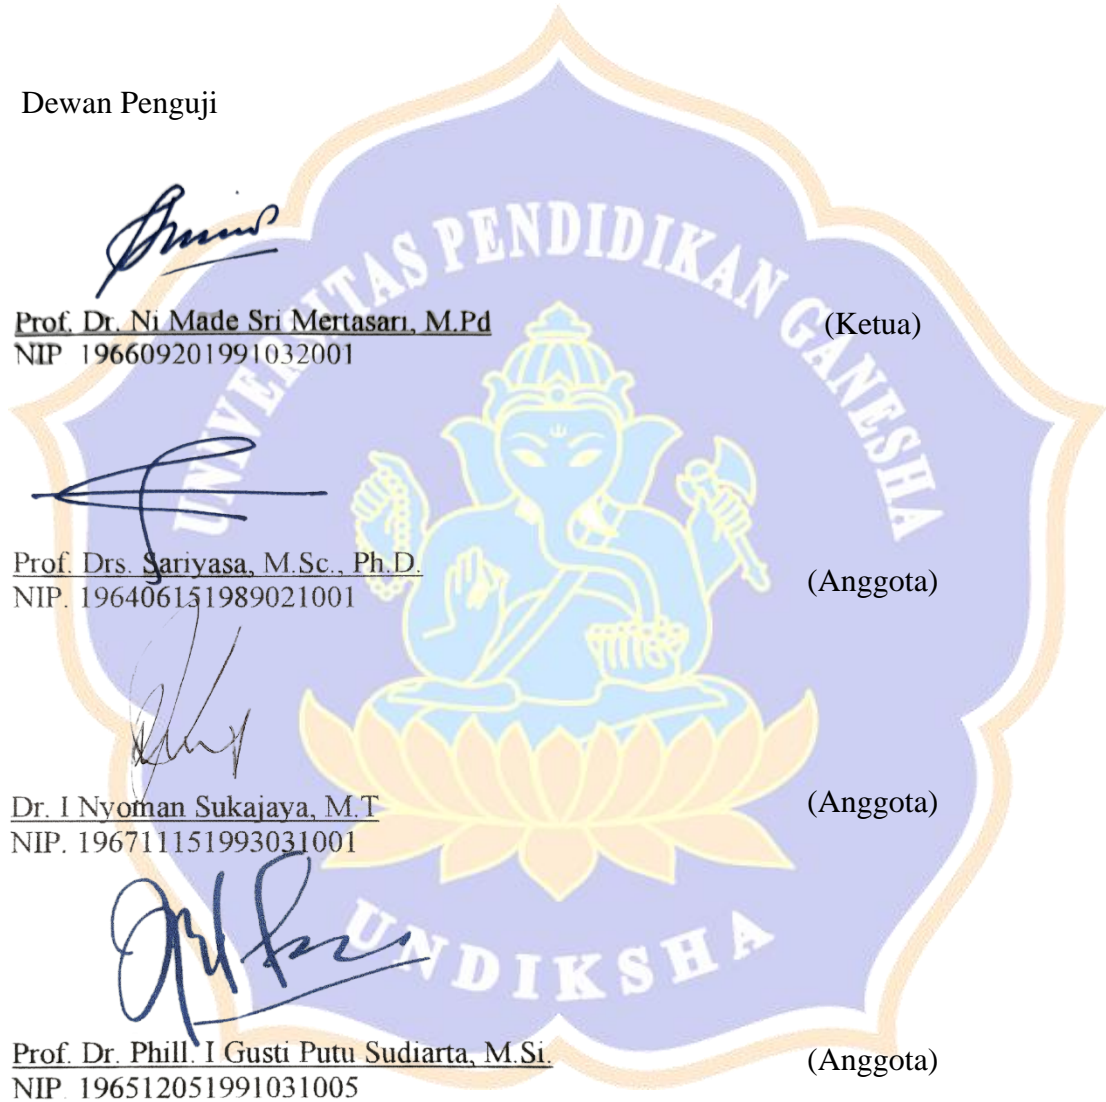 Dewan Penguji
UNIVERSITAS PENDIDIKAN GANESHA
Prof. Dr. Ni Made Sri Mertasari, M.Pd (Ketua)
NIP 196609201991032001
Prof. Drs. Sariyasa, M.Sc., Ph.D. (Anggota)
NIP. 196406151989021001
Dr. I Nyoman Sukajaya, M.T (Anggota)
NIP. 196711151993031001
UNDIKSHA
Prof. Dr. Phill. I Gusti Putu Sudiarta, M.Si. (Anggota)
NIP. 196512051991031005